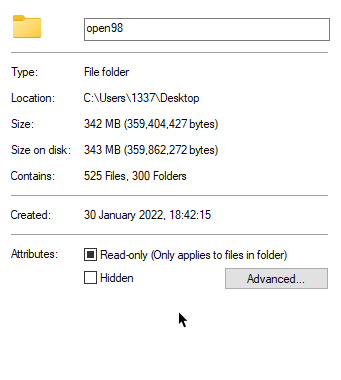 open98
Type: File folder
Location: C:\Users\1337\Desktop
Size: 342 MB (359,404,427 bytes)
Size on disk: 343 MB (359,862,272 bytes)
Contains: 525 Files, 300 Folders
Created: 30 January 2022, 18:42:15
Attributes: Read-only (Only applies to files in folder)
Hidden Advanced...